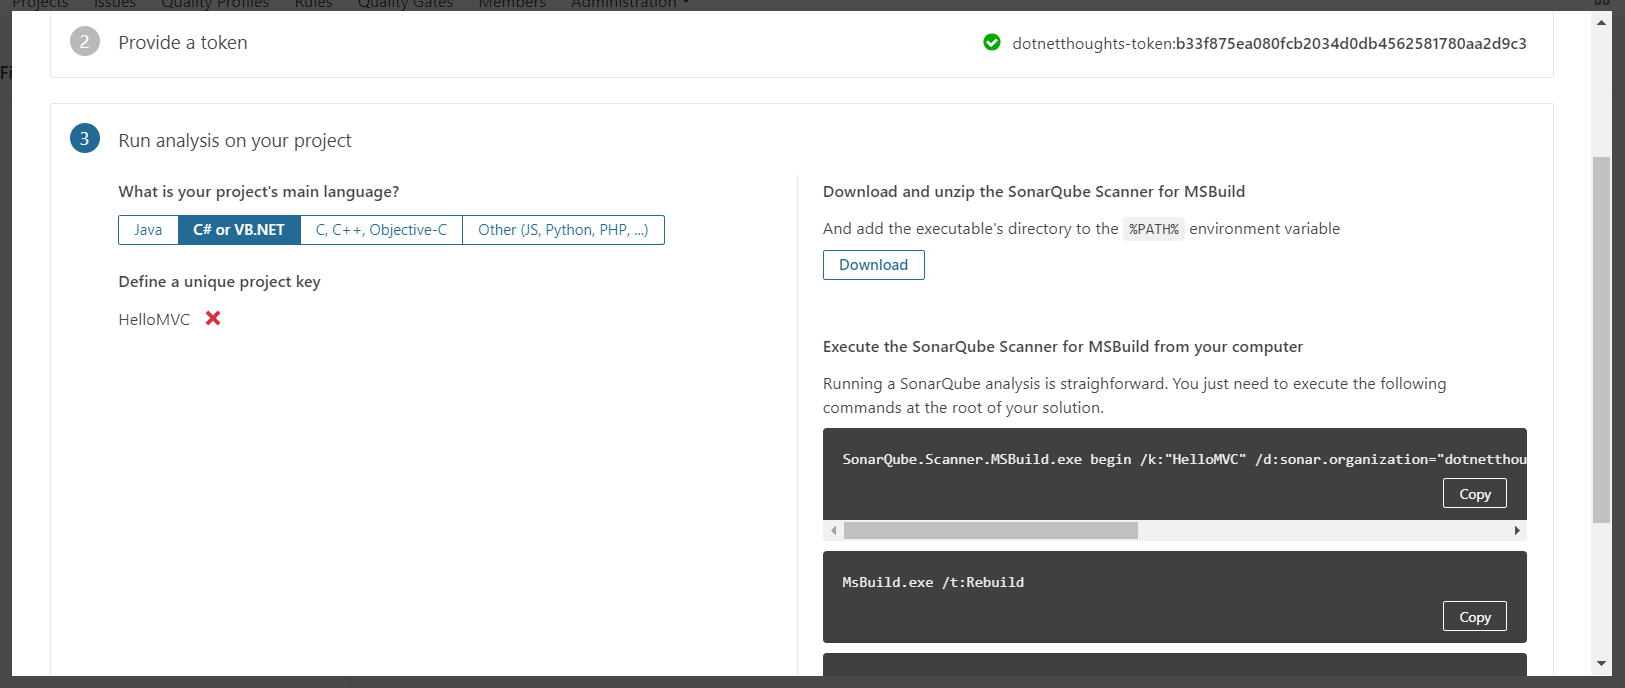 Projects Issues Quality Profiles Rules Quality Gates Members Administration
Fi
2 Provide a token
dotnetthoughts-token:b33f875ea080fcb2034d0db4562581780aa2d9c3
3 Run analysis on your project
What is your project's main language?
Java C# or VB.NET C, C++, Objective-C Other (JS, Python, PHP, ...)
Define a unique project key
HelloMVC
Download and unzip the SonarQube Scanner for MSBuild
And add the executable's directory to the %PATH% environment variable
Download
Execute the SonarQube Scanner for MSBuild from your computer
Running a SonarQube analysis is straighforward. You just need to execute the following
commands at the root of your solution.
SonarQube.Scanner.MSBuild.exe begin /k:"HelloMVC" /d:sonar.organization="dotnetthou
Copy
MsBuild.exe /t:Rebuild
Copy